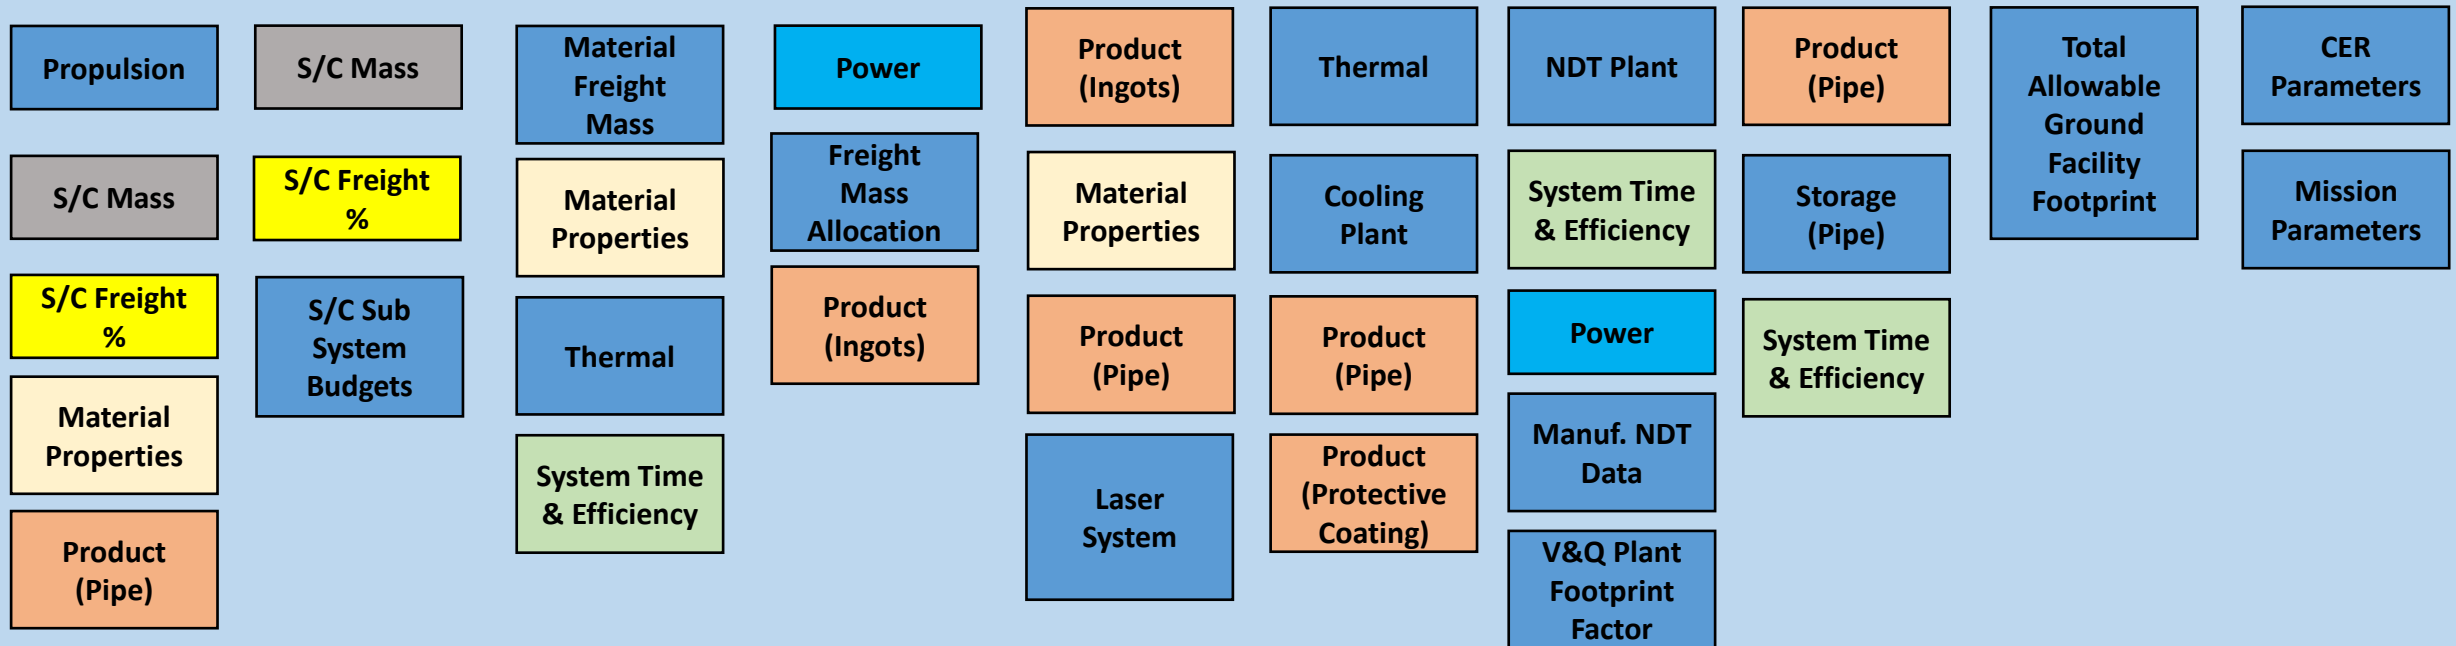 Propulsion
S/C Mass
S/C Freight
%
Material
Properties
Product
(Pipe)
S/C Mass
S/C Freight
%
S/C Sub
System
Budgets
Material
Freight
Mass
Material
Properties
Thermal
System Time
& Efficiency
Power
Freight
Mass
Allocation
Product
(Ingots)
Product
(Ingots)
Material
Properties
Product
(Pipe)
Laser
System
Thermal
Cooling
Plant
Product
(Pipe)
Product
(Protective
Coating)
NDT Plant
System Time
& Efficiency
Power
Manuf. NDT
Data
V&Q Plant
Footprint
Factor
Product
(Pipe)
Storage
(Pipe)
System Time
& Efficiency
Total
Allowable
Ground
Facility
Footprint
CER
Parameters
Mission
Parameters